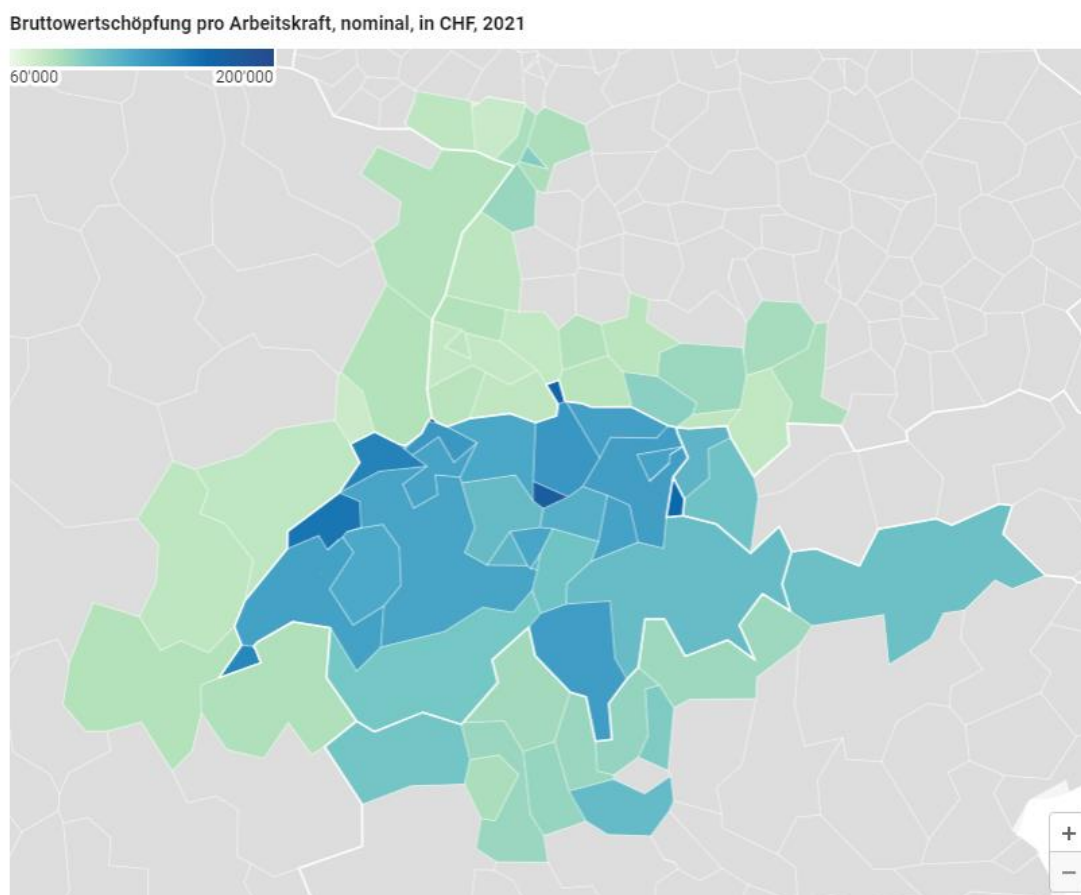 Bruttowertschöpfung pro Arbeitskraft, nominal, in CHF, 2021
60'000 200'000
+
−